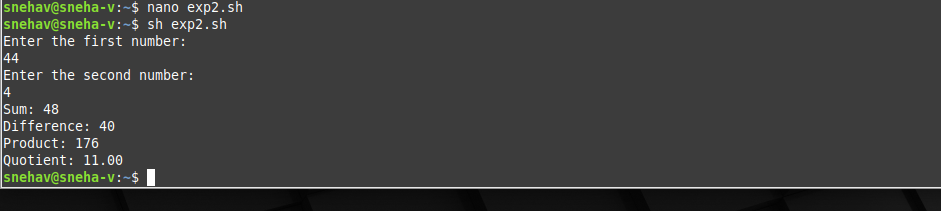 snehav@sneha-v:~$ nano exp2.sh
snehav@sneha-v:~$ sh exp2.sh
Enter the first number:
44
Enter the second number:
4
Sum: 48
Difference: 40
Product: 176
Quotient: 11.00
snehav@sneha-v:~$